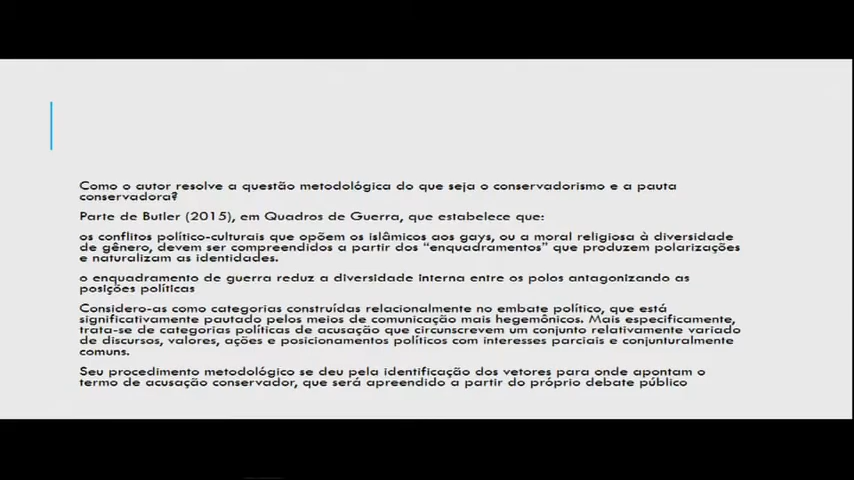 Como o autor resolve a questão metodológica do que seja o conservadorismo e a pauta
conservadora?
Parte de Butler (2015), em Quadros de Guerra, que estabelece que:
os conflitos político-culturais que opõem os islâmicos aos gays, ou a moral religiosa à diversidade
de gênero, devem ser compreendidos a partir dos “enquadramentos” que produzem polarizações
e naturalizam as identidades.
o enquadramento de guerra reduz a diversidade interna entre os polos antagonizando as
posições políticas
Considero-as como categorias construídas relacionalmente no embate político, que está
significativamente pautado pelos meios de comunicação mais hegemônicos. Mais especificamente,
trata-se de categorias políticas de acusação que circunscrevem um conjunto relativamente variado
de discursos, valores, ações e posicionamentos políticos com interesses parciais e conjunturalmente
comuns.
Seu procedimento metodológico se deu pela identificação dos vetores para onde apontam o
termo de acusação conservador, que será apreendido a partir do próprio debate público